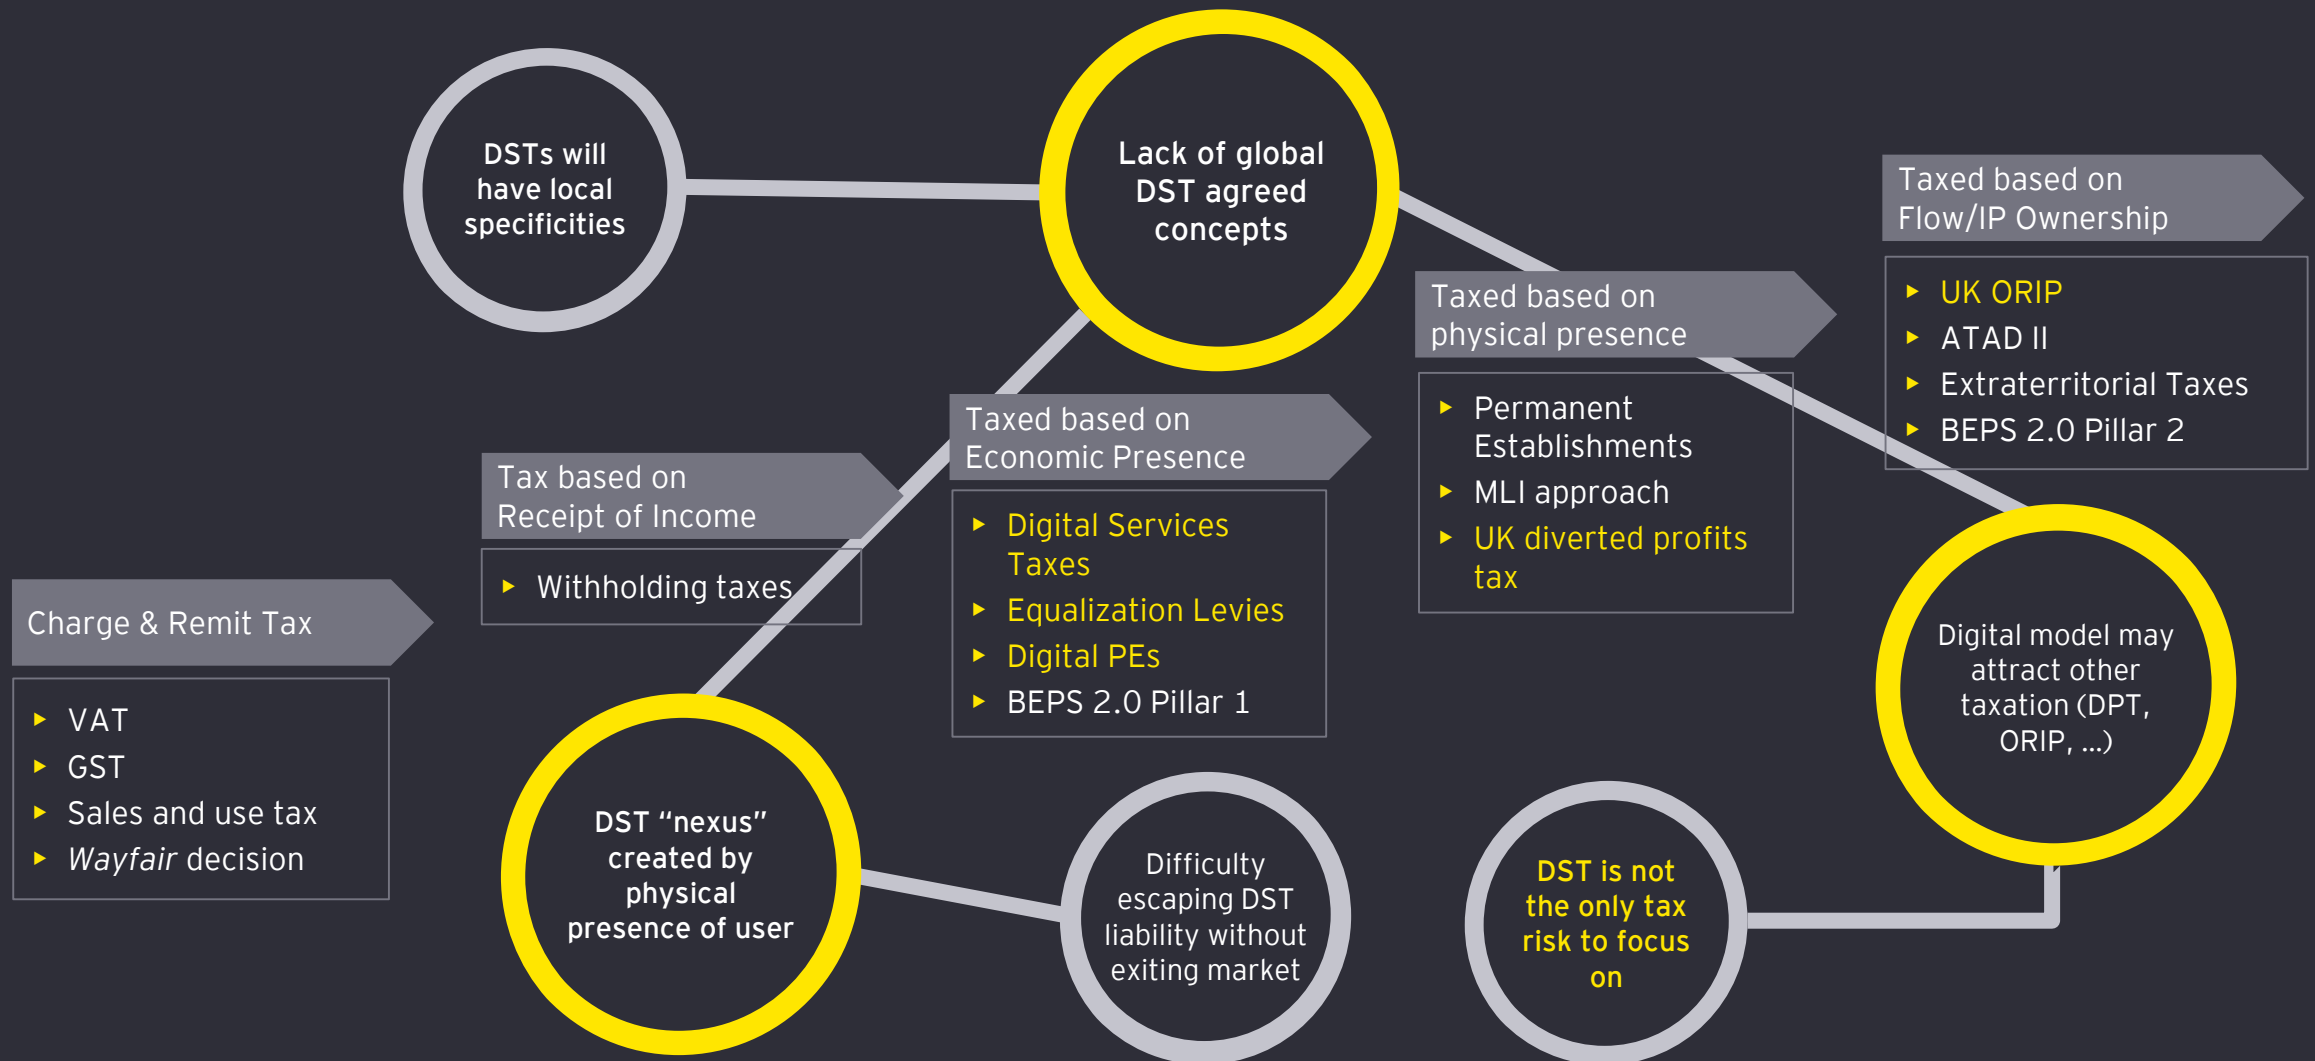 DSTs will
have local
specificities
Lack of global
DST agreed
concepts
Taxed based on
Flow/IP Ownership
► UK ORIP
► ATAD II
► Extraterritorial Taxes
► BEPS 2.0 Pillar 2
Taxed based on
physical presence
► Permanent
Establishments
► MLI approach
► UK diverted profits
tax
Taxed based on
Economic Presence
► Digital Services
Taxes
► Equalization Levies
► Digital PEs
► BEPS 2.0 Pillar 1
Tax based on
Receipt of Income
► Withholding taxes
Charge & Remit Tax
► VAT
► GST
► Sales and use tax
► Wayfair decision
DST “nexus”
created by
physical
presence of user
Difficulty
escaping DST
liability without
exiting market
DST is not
the only tax
risk to focus
on
Digital model may
attract other
taxation (DPT,
ORIP, …)